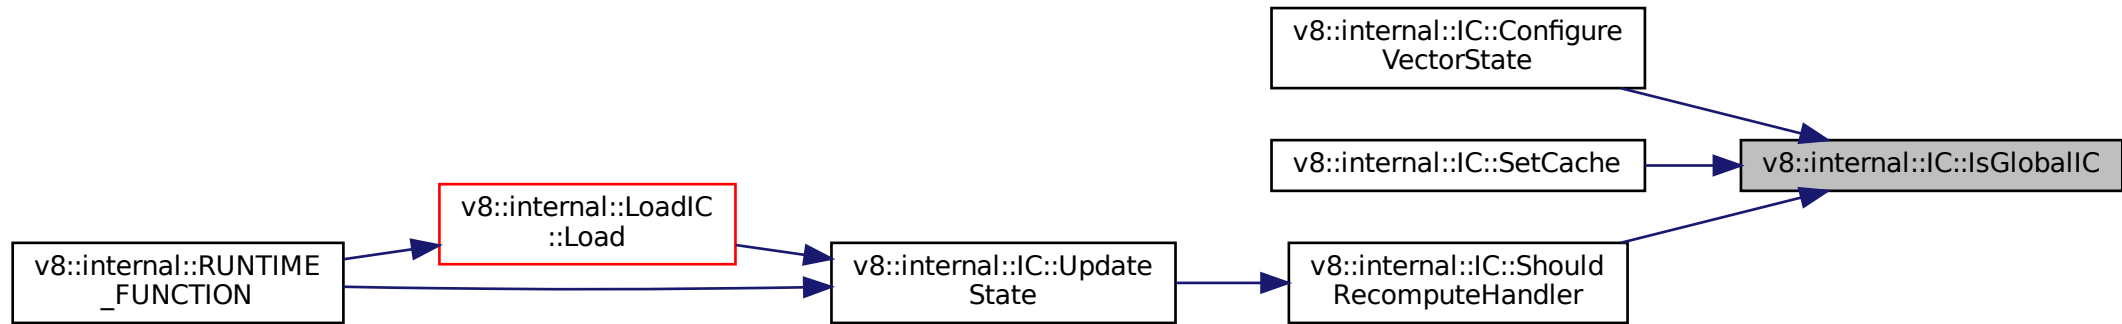 v8::internal::IC::Configure
VectorState
v8::internal::IC::SetCache
v8::internal::IC::IsGlobalIC
v8::internal::LoadIC
::Load
v8::internal::RUNTIME
_FUNCTION
v8::internal::IC::Update
State
v8::internal::IC::Should
RecomputeHandler